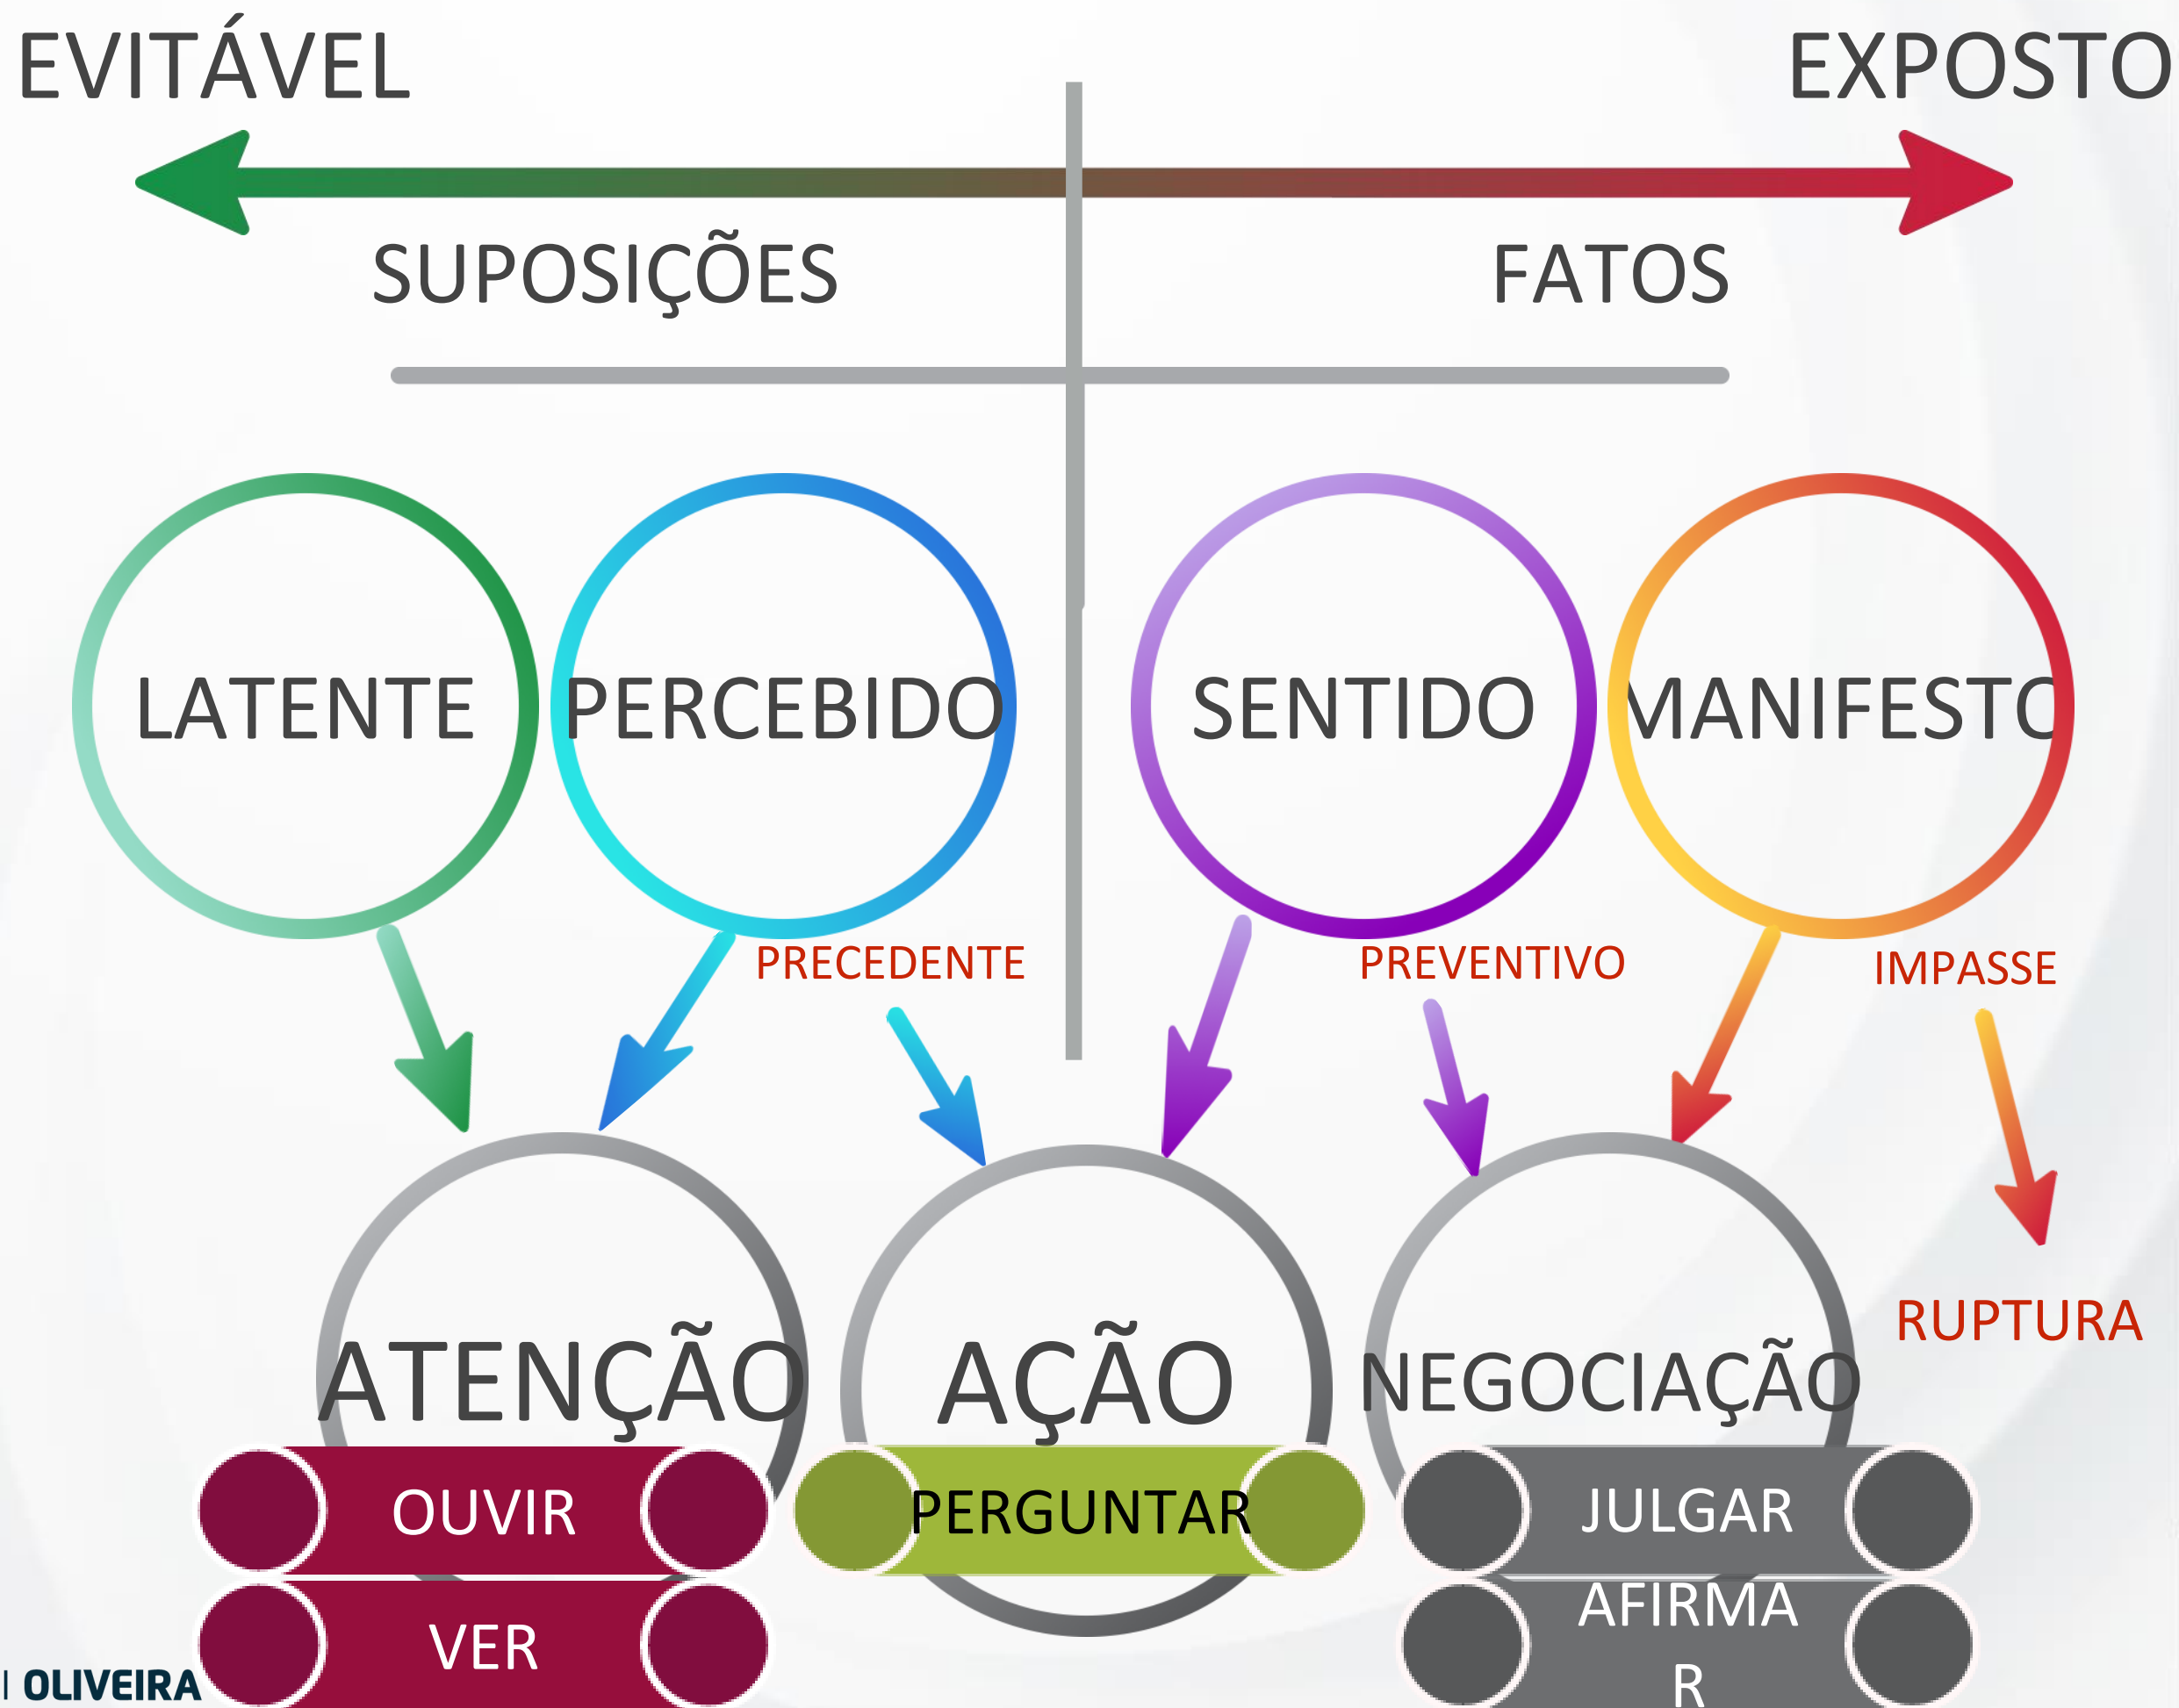 EVITÁVEL
EXPOSTO
SUPOSIÇÕES
FATOS
LATENTE
PERCEBIDO
SENTIDO
MANIFESTO
PRECEDENTE
PREVENTIVO
IMPASSE
RUPTURA
ATENÇÃO
AÇÃO
NEGOCIAÇÃO
OUVIR
PERGUNTAR
JULGAR
VER
AFIRMA
R
| OLIVEIRA